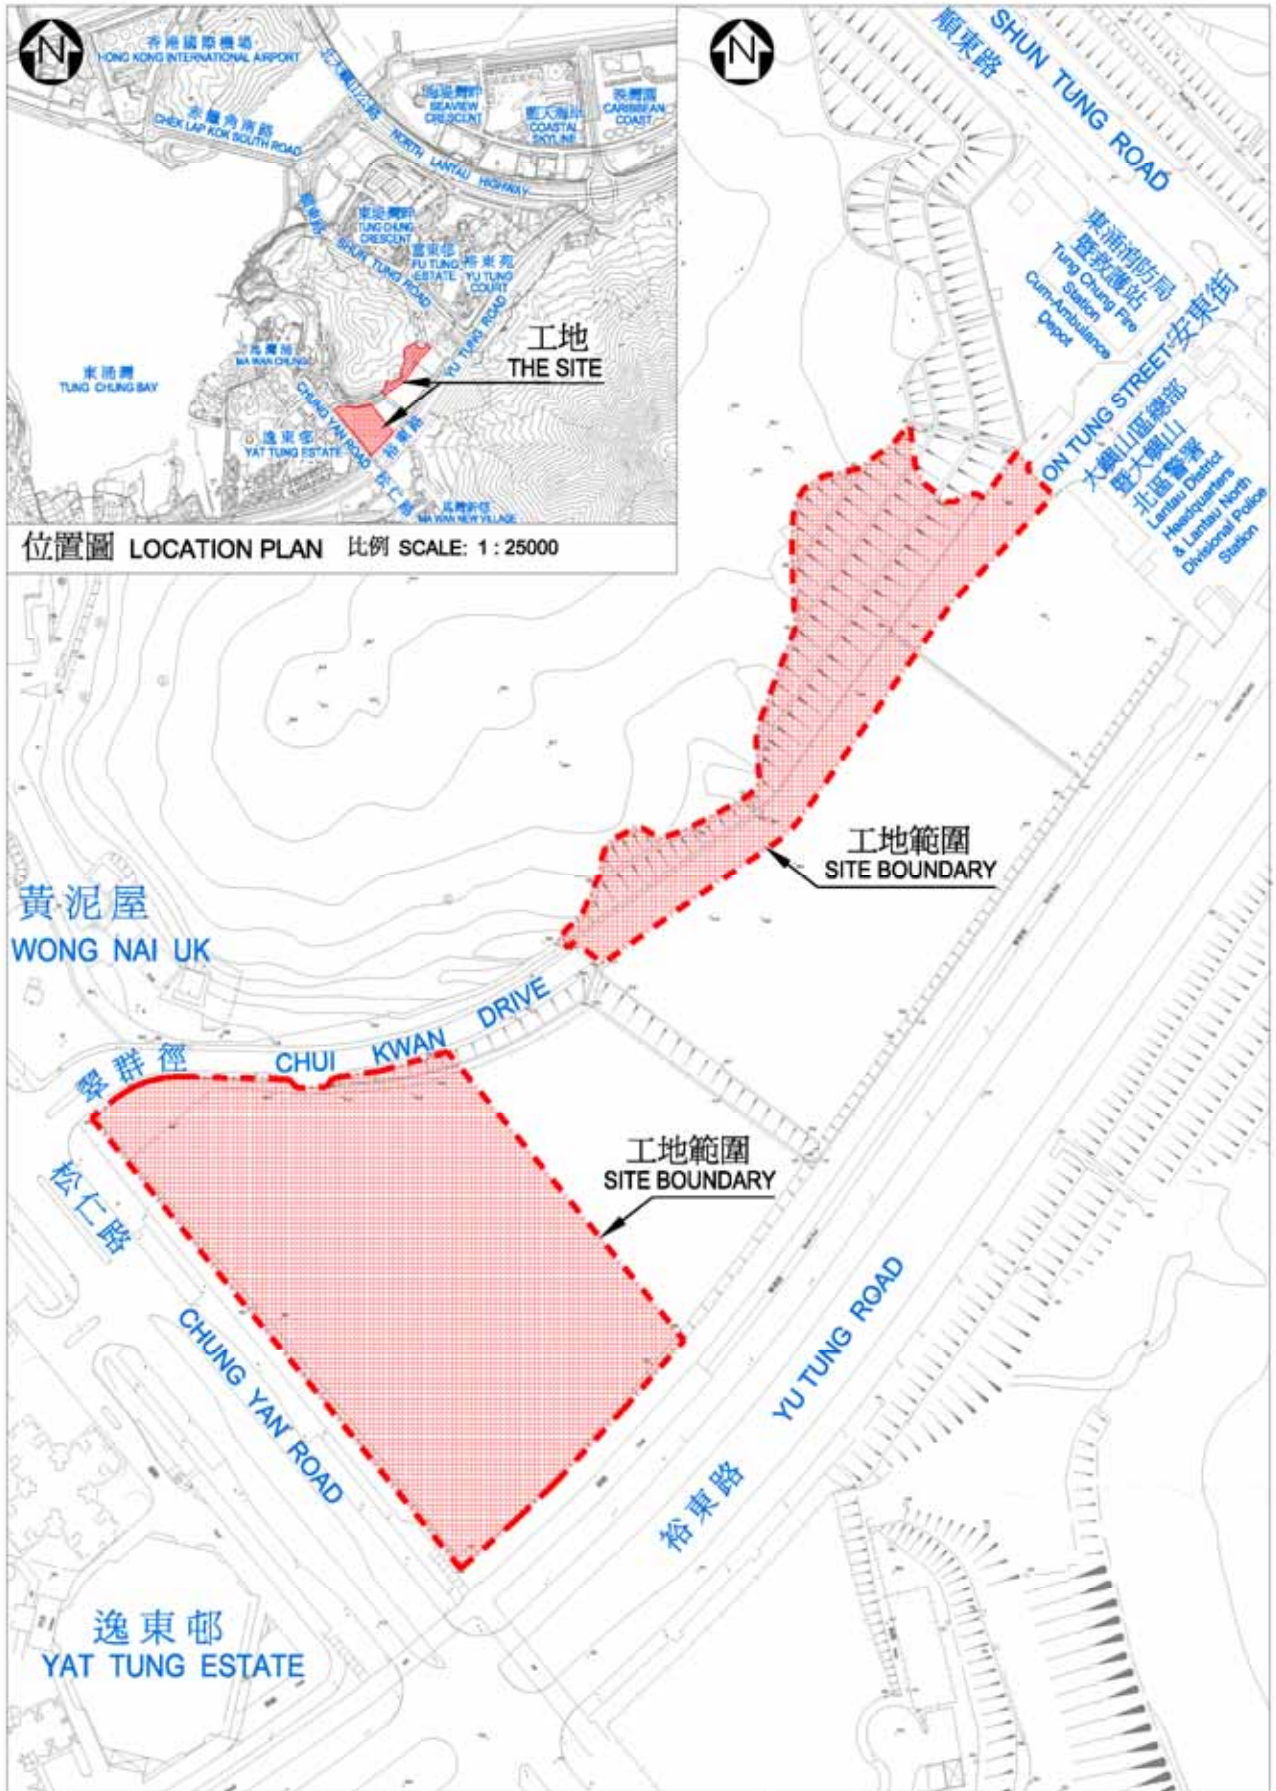 N
香港國際機場
HONG KONG INTERNATIONAL AIRPORT
北大嶼山公路
NORTH LANTAU HIGHWAY
赤鱲角南路
CHEK LAP KOK SOUTH ROAD
海堤灣畔
SEAVIEW
CRESCENT
藍天海岸
COASTAL
SKYLINE
映灣園
CARIBBEAN
COAST
順東路
SHUN TUNG ROAD
東堤灣畔
TUNG CHUNG
CRESCENT
富東邨
FU TUNG
ESTATE
裕東苑
YU TUNG
COURT
YU TUNG ROAD
裕東路
工地
THE SITE
馬灣涌
MA WAN CHUNG
東涌灣
TUNG CHUNG BAY
CHUNG YAN ROAD
松仁路
逸東邨
YAT TUNG ESTATE
馬灣新邨
MA WAN NEW VILLAGE
位置圖 LOCATION PLAN 比例 SCALE: 1 : 25000
N
順東路
SHUN TUNG ROAD
東涌消防局
暨救護站
Tung Chung Fire
Station
Cum-Ambulance
Depot
ON TUNG STREET 安東街
大嶼山區總部
暨大嶼山
北區警署
Lantau District
Headquarters
& Lantau North
Divisional Police
Station
工地範圍
SITE BOUNDARY
黃泥屋
WONG NAI UK
翠群徑
CHUI KWAN DRIVE
工地範圍
SITE BOUNDARY
松仁路
CHUNG YAN ROAD
YU TUNG ROAD
裕東路
逸東邨
YAT TUNG ESTATE